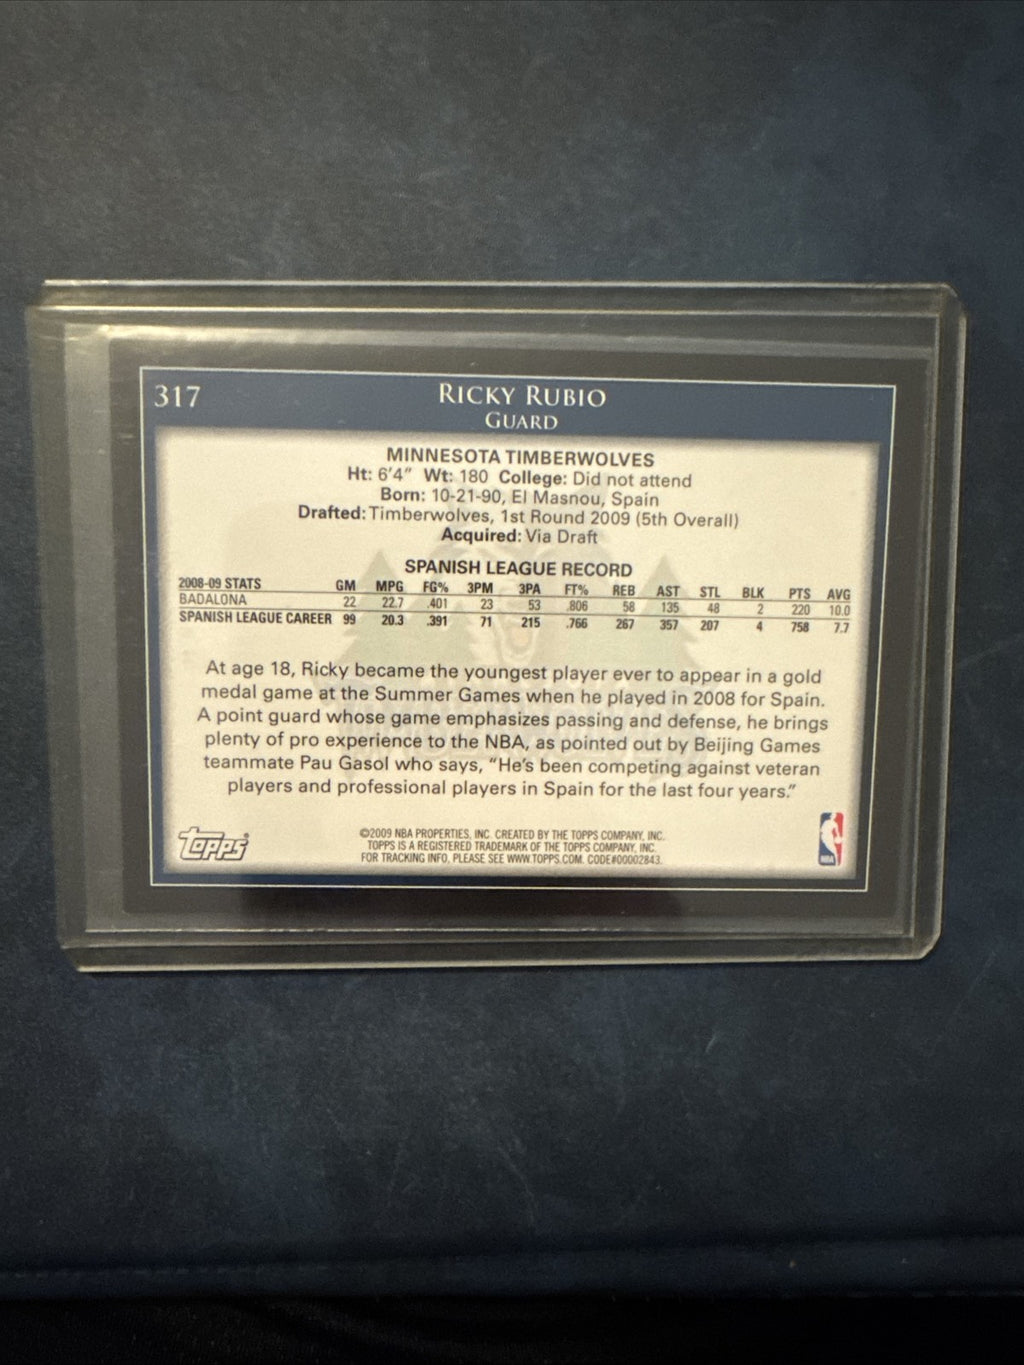 317
RICKY RUBIO
GUARD
MINNESOTA TIMBERWOLVES
Ht: 6'4" Wt: 180 College: Did not attend
Born: 10-21-90, El Masnou, Spain
Drafted: Timberwolves, 1st Round 2009 (5th Overall)
Acquired: Via Draft
SPANISH LEAGUE RECORD
2008-09 STATS GM MPG FG% 3PM 3PA FT% REB AST STL BLK PTS AVG
BADALONA 22 22.7 .401 23 53 .806 58 135 48 2 220 10.0
SPANISH LEAGUE CAREER 99 20.3 .391 71 215 .766 267 357 207 4 758 7.7
At age 18, Ricky became the youngest player ever to appear in a gold
medal game at the Summer Games when he played in 2008 for Spain.
A point guard whose game emphasizes passing and defense, he brings
plenty of pro experience to the NBA, as pointed out by Beijing Games
teammate Pau Gasol who says, “He's been competing against veteran
players and professional players in Spain for the last four years.”
Topps
©2009 NBA PROPERTIES, INC. CREATED BY THE TOPPS COMPANY, INC.
TOPPS IS A REGISTERED TRADEMARK OF THE TOPPS COMPANY, INC.
FOR TRACKING INFO, PLEASE SEE WWW.TOPPS.COM. CODE#00002843.
NBA